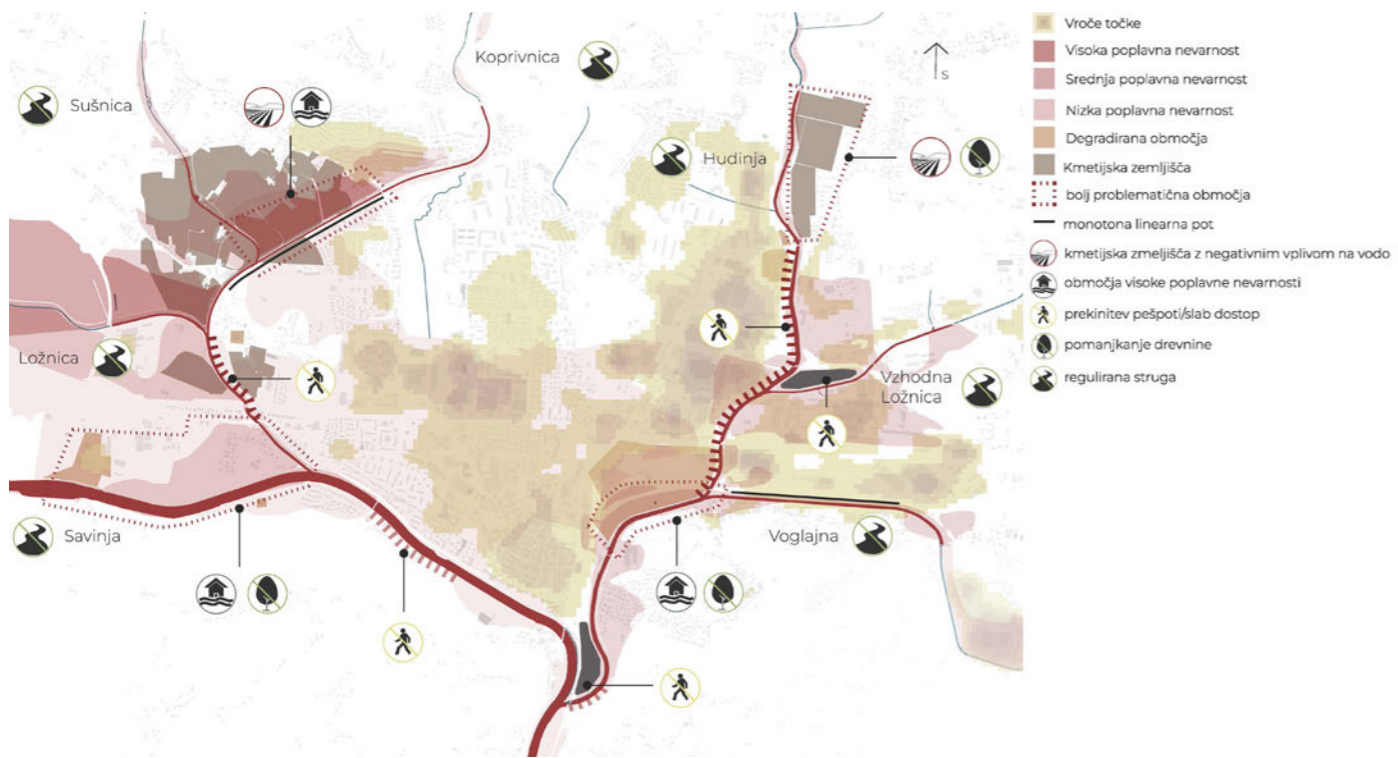 Koprivnica
S
Sušnica
Hudinja
Ložnica
Vzhodna
Ložnica
Savinja
Voglajna
Vroče točke
Visoka poplavna nevarnost
Srednja poplavna nevarnost
Nizka poplavna nevarnost
Degradirana območja
Kmetijska zemljišča
bolj problematična območja
monotona linearna pot
kmetijska zmeljišča z negativnim vplivom na vodo
območja visoke poplavne nevarnosti
prekinitev pešpoti/slab dostop
pomanjkanje drevnine
regulirana struga